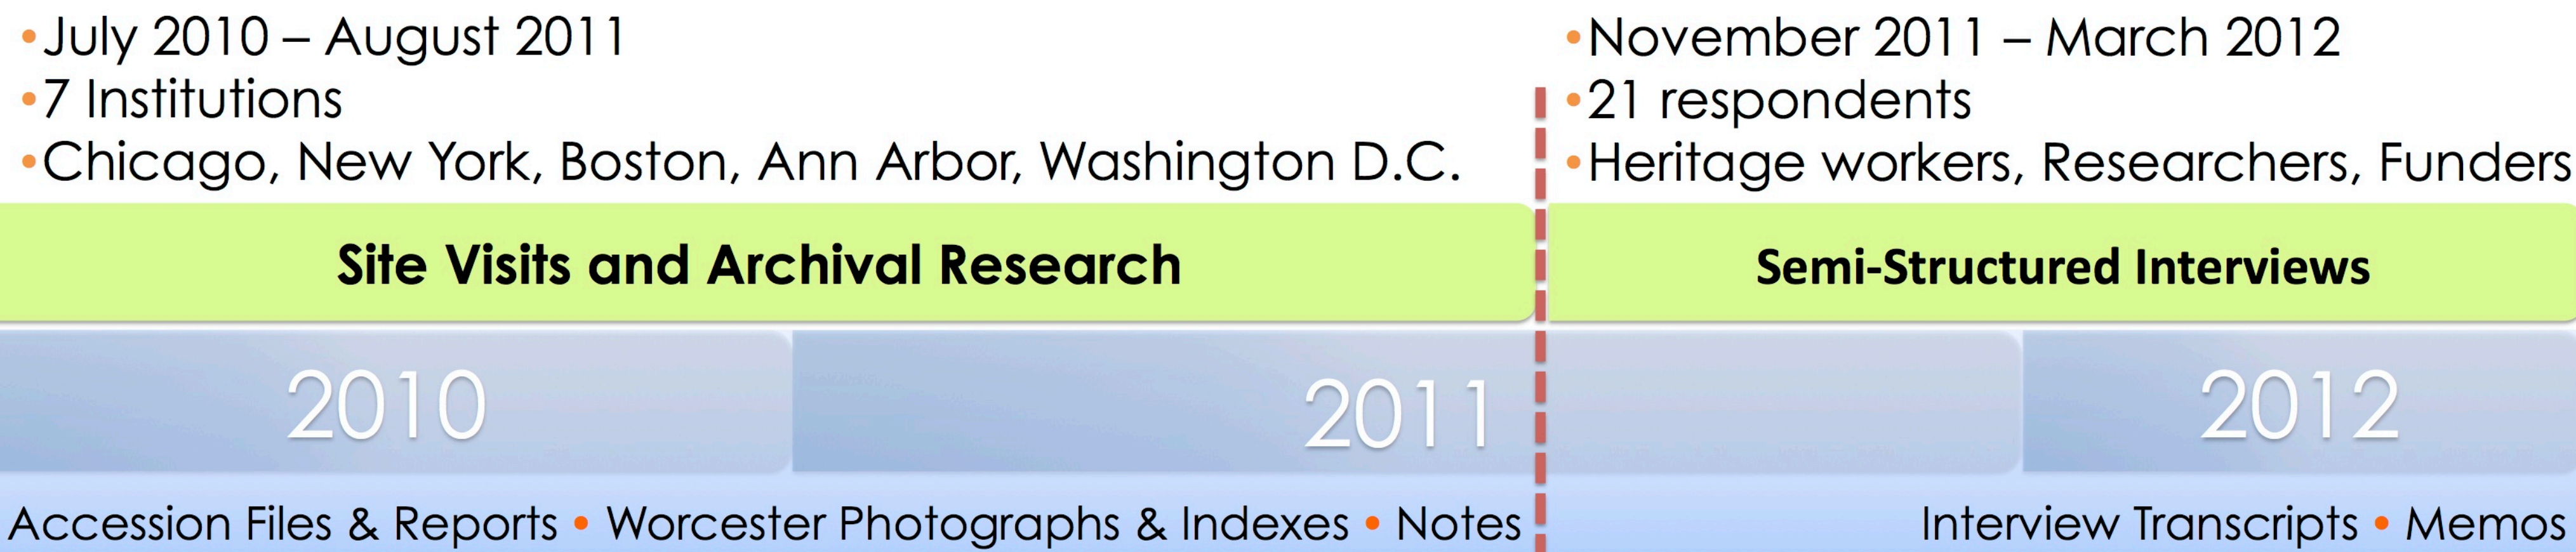 •July 2010 – August 2011
•7 Institutions
•Chicago, New York, Boston, Ann Arbor, Washington D.C.
•November 2011 – March 2012
•21 respondents
•Heritage workers, Researchers, Funders
Site Visits and Archival Research
Semi-Structured Interviews
2010
2011
2012
Accession Files & Reports • Worcester Photographs & Indexes • Notes
Interview Transcripts • Memos